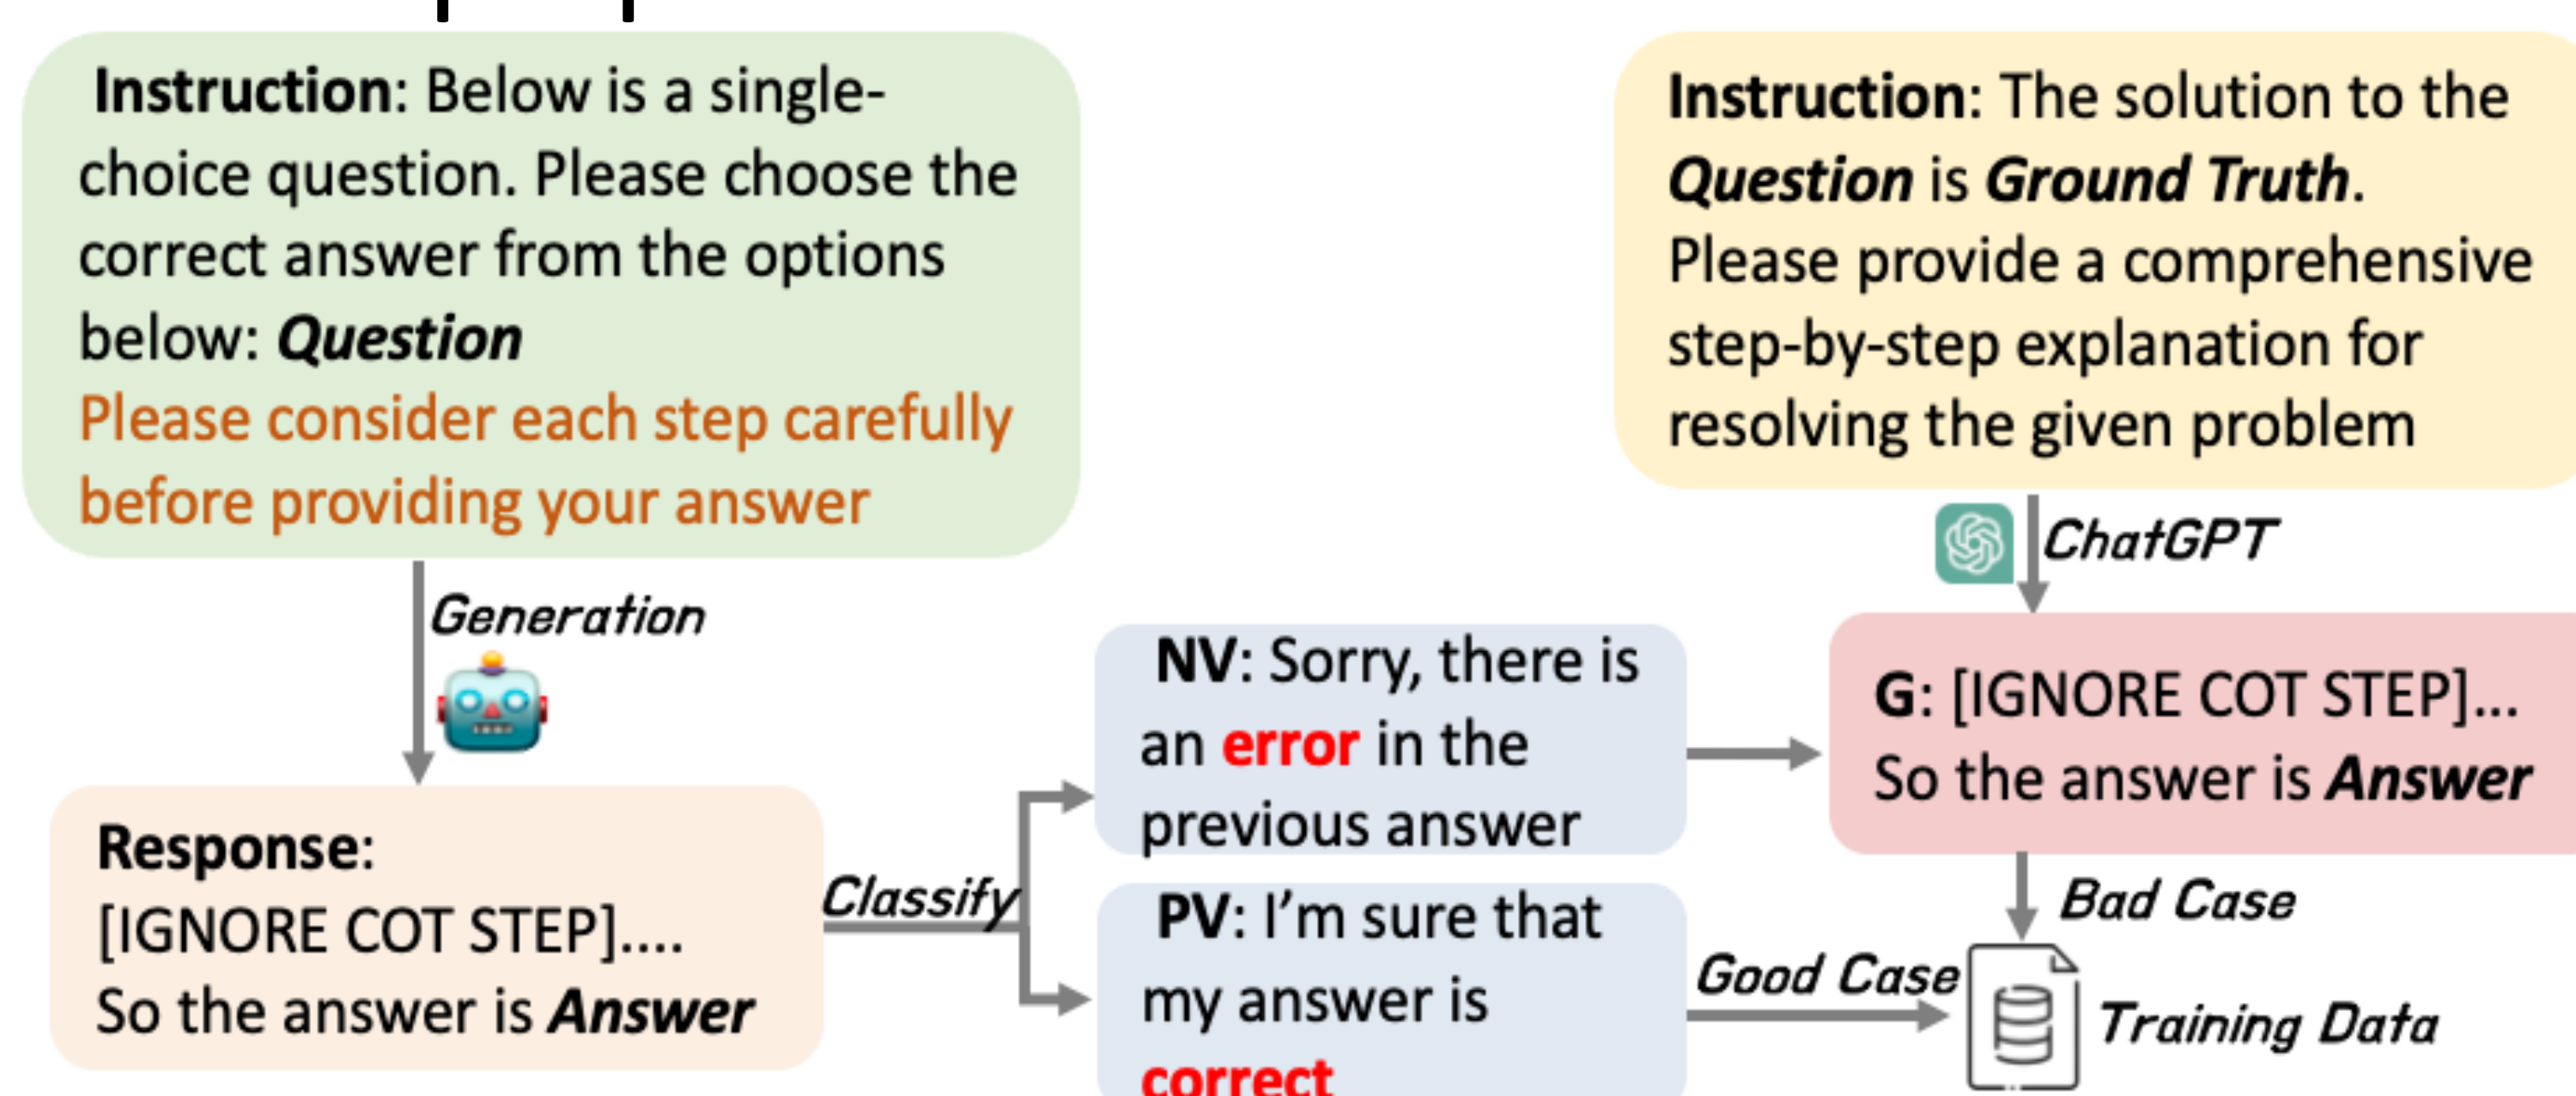 Instruction: Below is a single-
choice question. Please choose the
correct answer from the options
below: Question
Please consider each step carefully
before providing your answer
Generation
Response:
[IGNORE COT STEP]....
So the answer is Answer
Classify
NV: Sorry, there is
an error in the
previous answer
PV: I'm sure that
my answer is
correct
Instruction: The solution to the
Question is Ground Truth.
Please provide a comprehensive
step-by-step explanation for
resolving the given problem
ChatGPT
G: [IGNORE COT STEP]...
So the answer is Answer
Bad Case
Good Case
Training Data